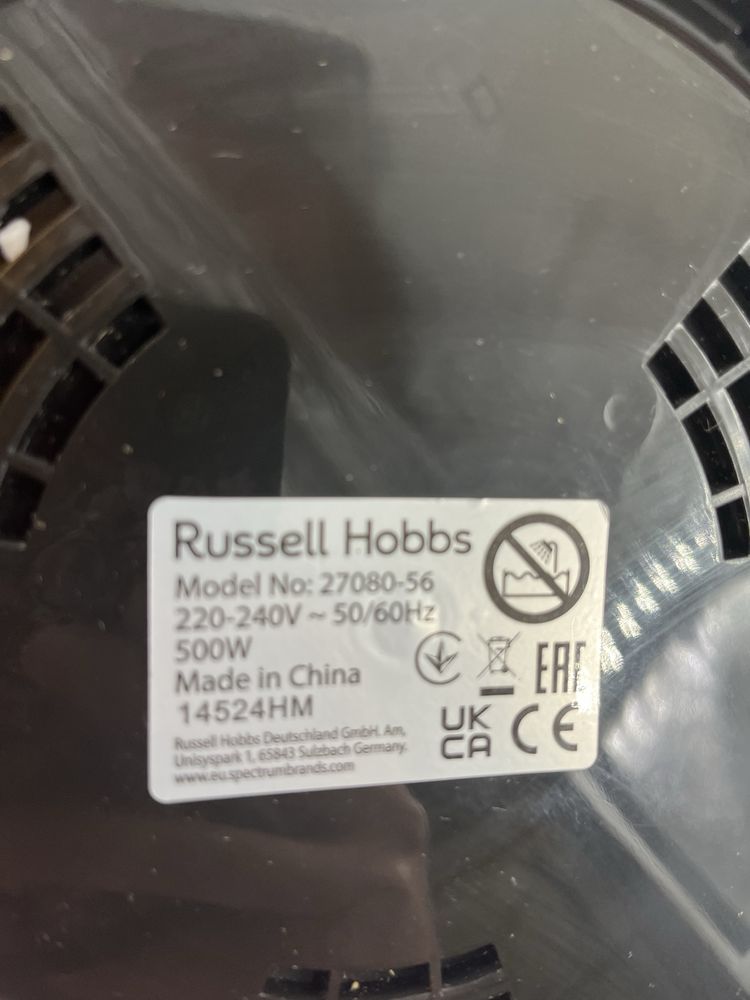 Russell Hobbs
Model No: 27080-56
220-240V ~ 50/60Hz
500W
Made in China
14524HM
Russell Hobbs Deutschland GmbH. Am,
Unisyspark 1, 65843 Sulzbach Germany.
www.eu.spectrumbrands.com
EAC
UK
CA
CE